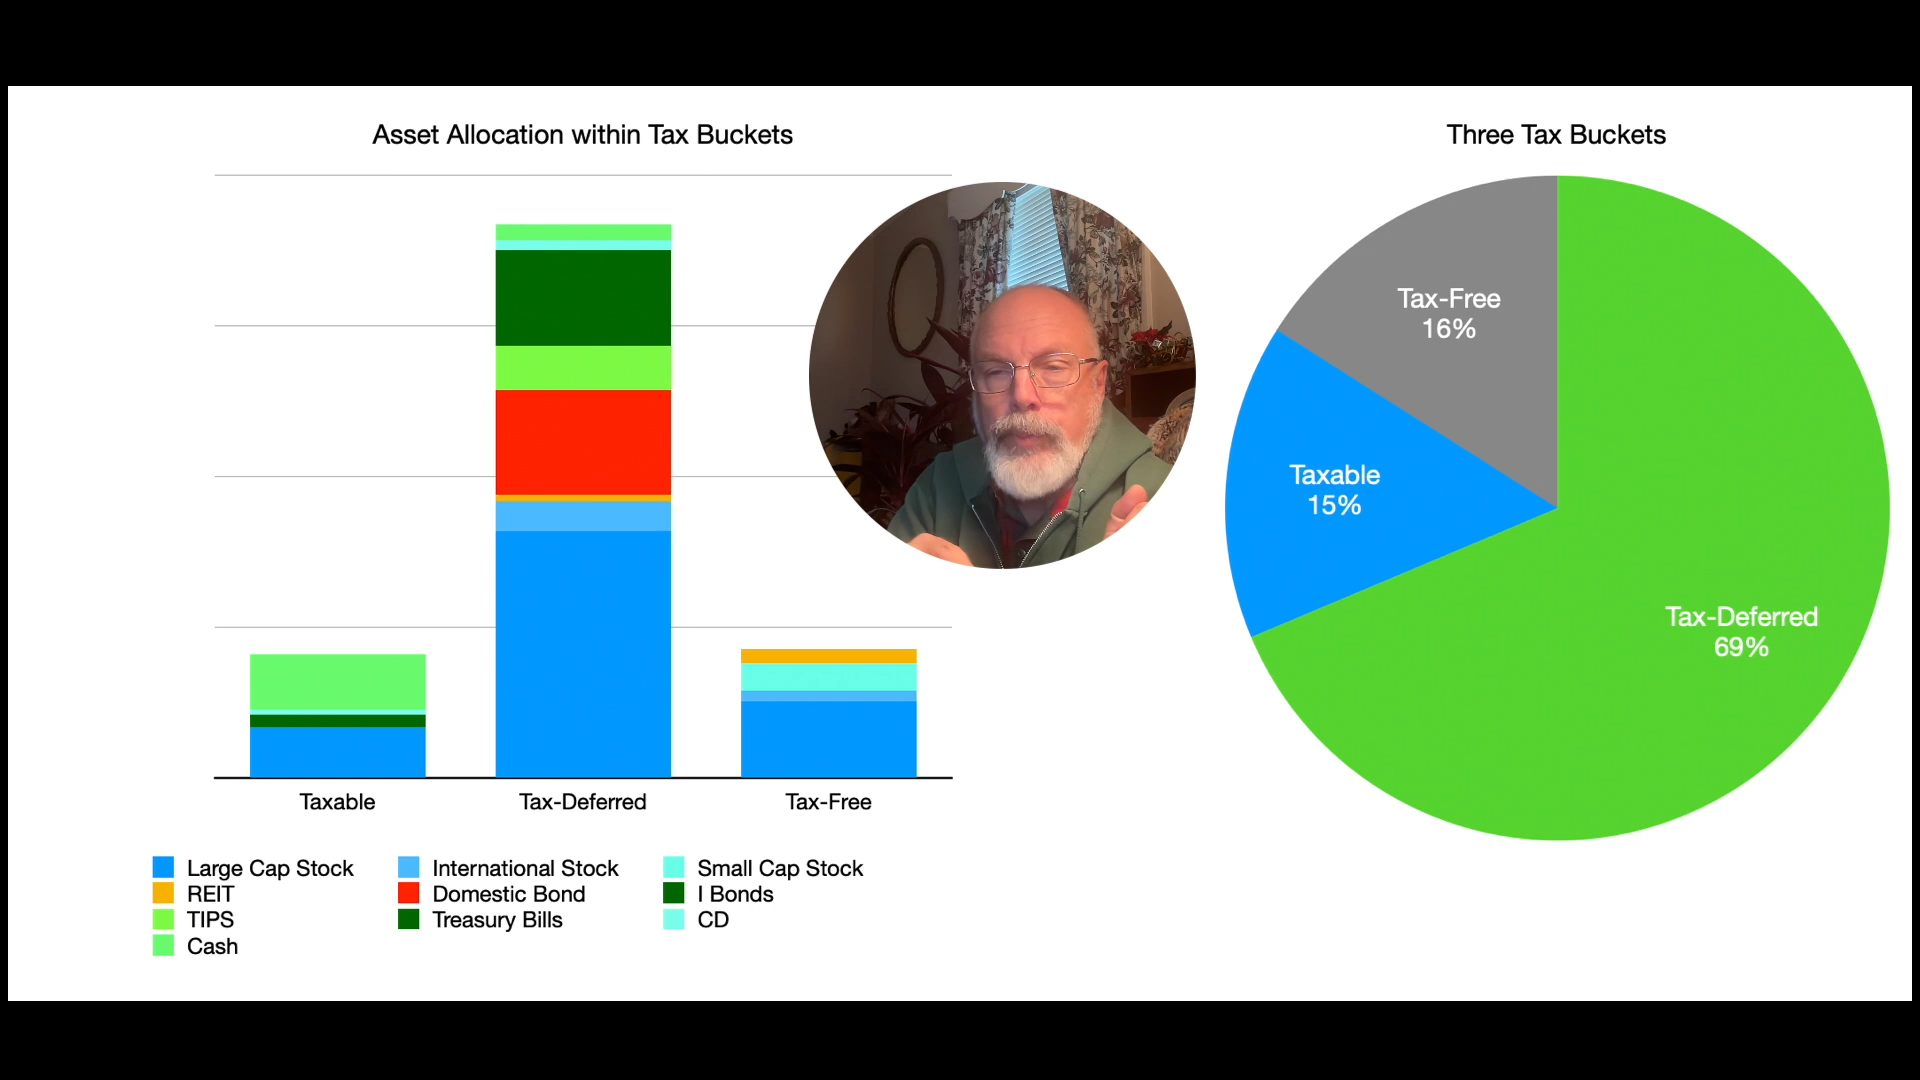 Asset Allocation within Tax Buckets
Taxable
Tax-Deferred
Tax-Free
Large Cap Stock
International Stock
Small Cap Stock
REIT
Domestic Bond
I Bonds
TIPS
Treasury Bills
CD
Cash
Three Tax Buckets
Tax-Free
16%
Taxable
15%
Tax-Deferred
69%